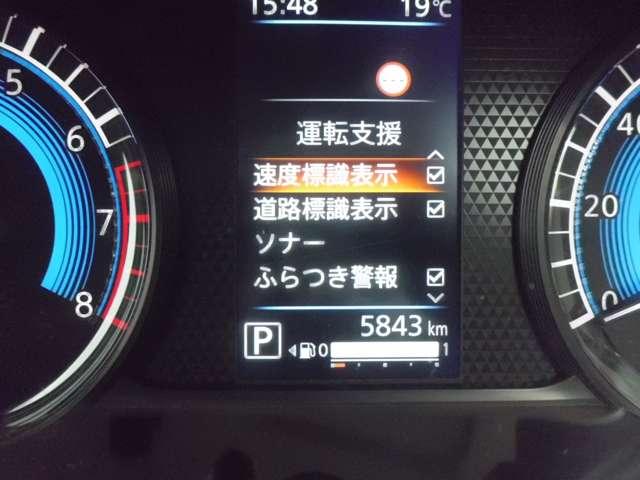 15:48 19℃
運転支援
速度標識表示
道路標識表示
ソナー
ふらつき警報
5843 km
P 0 1
5
6
7
8
40
20
0